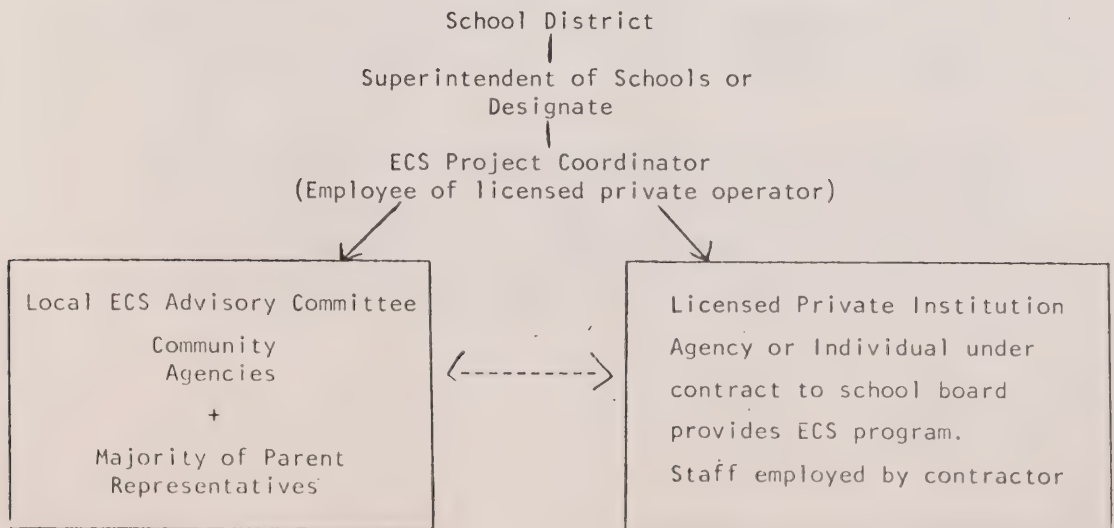 School District
Superintendent of Schools or
Designate
ECS Project Coordinator
(Employee of licensed private operator)
Local ECS Advisory Committee
Community
Agencies
+
Majority of Parent
Representatives
Licensed Private Institution
Agency or Individual under
contract to school board
provides ECS program.
Staff employed by contractor